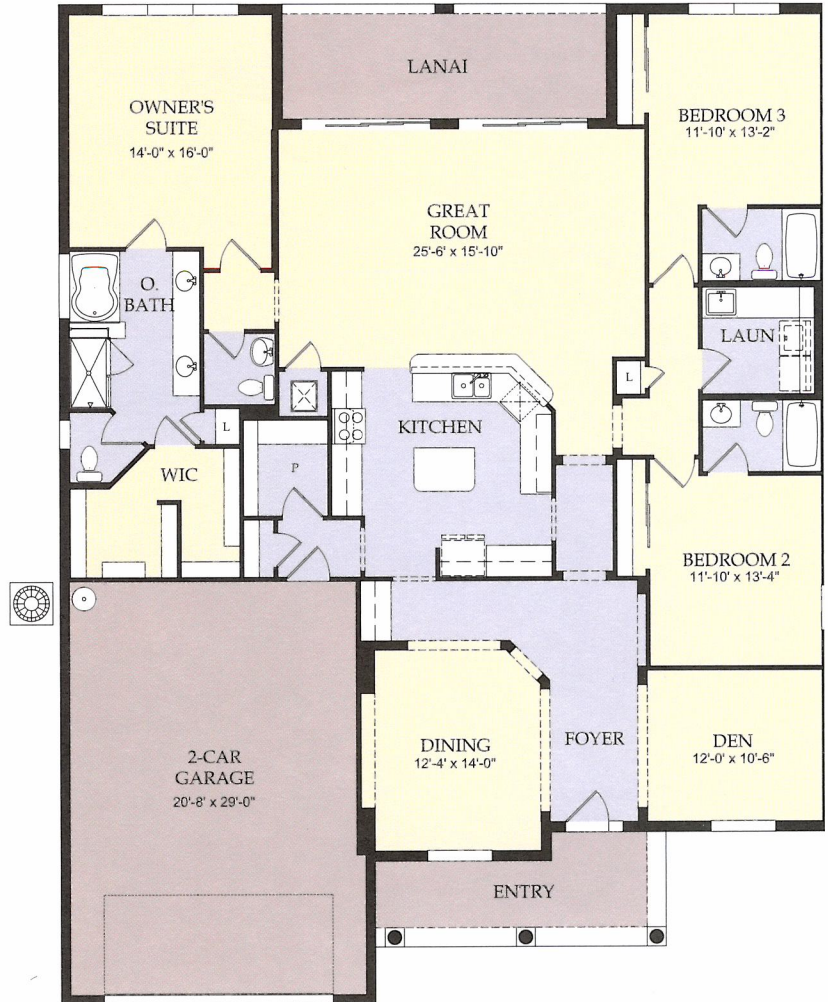 LANAI
OWNER'S
SUITE
14'-0" x 16'-0"
BEDROOM 3
11'-10' x 13'-2"
GREAT
ROOM
25'-6' x 15'-10"
O.
BATH
LAUN
L
L
KITCHEN
WIC
P
BEDROOM 2
11'-10' x 13'-4"
2-CAR
GARAGE
20'-8' x 29'-0"
DINING
12'-4' x 14'-0"
FOYER
DEN
12'-0' x 10'-6"
ENTRY